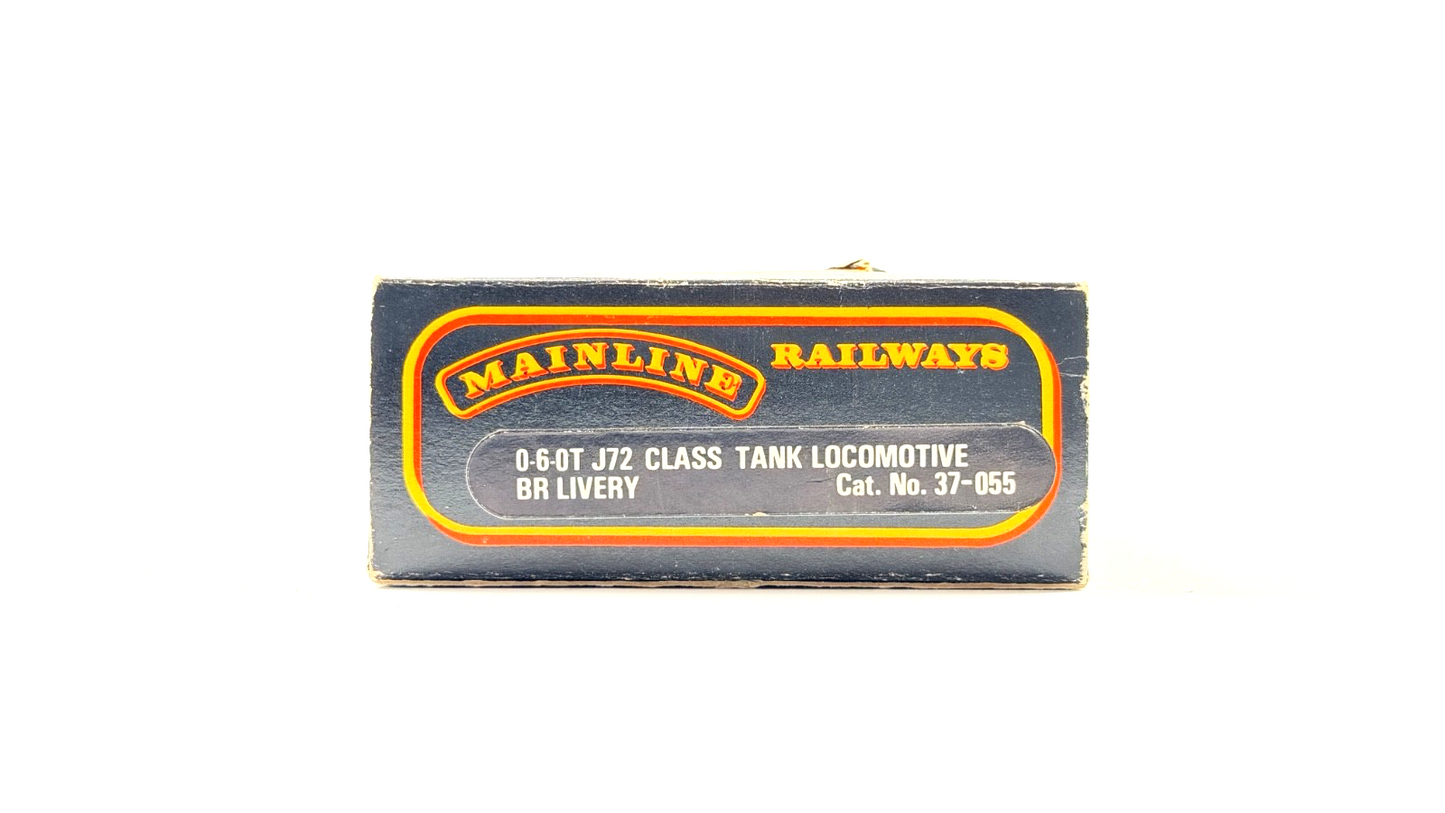 MAINLINE RAILWAYS
0-6-0T J72 CLASS TANK LOCOMOTIVE
BR LIVERY Cat. No. 37-055